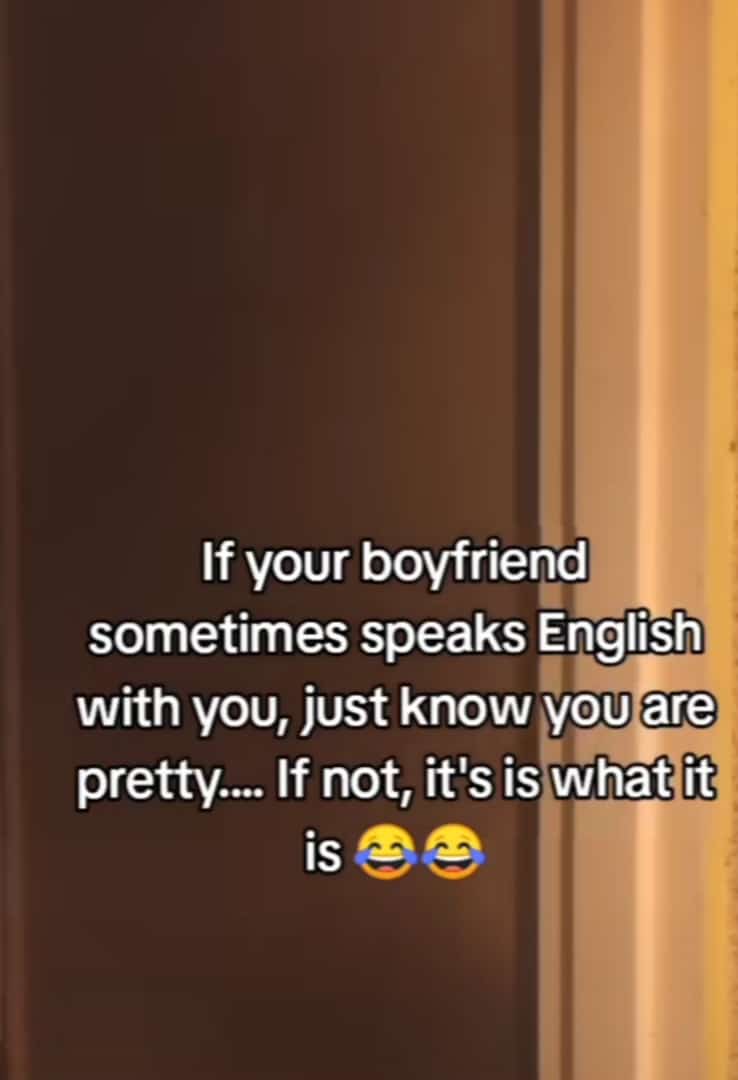 If your boyfriend
sometimes speaks English
with you, just know you are
pretty.... If not, it's is what it
is 😂😂